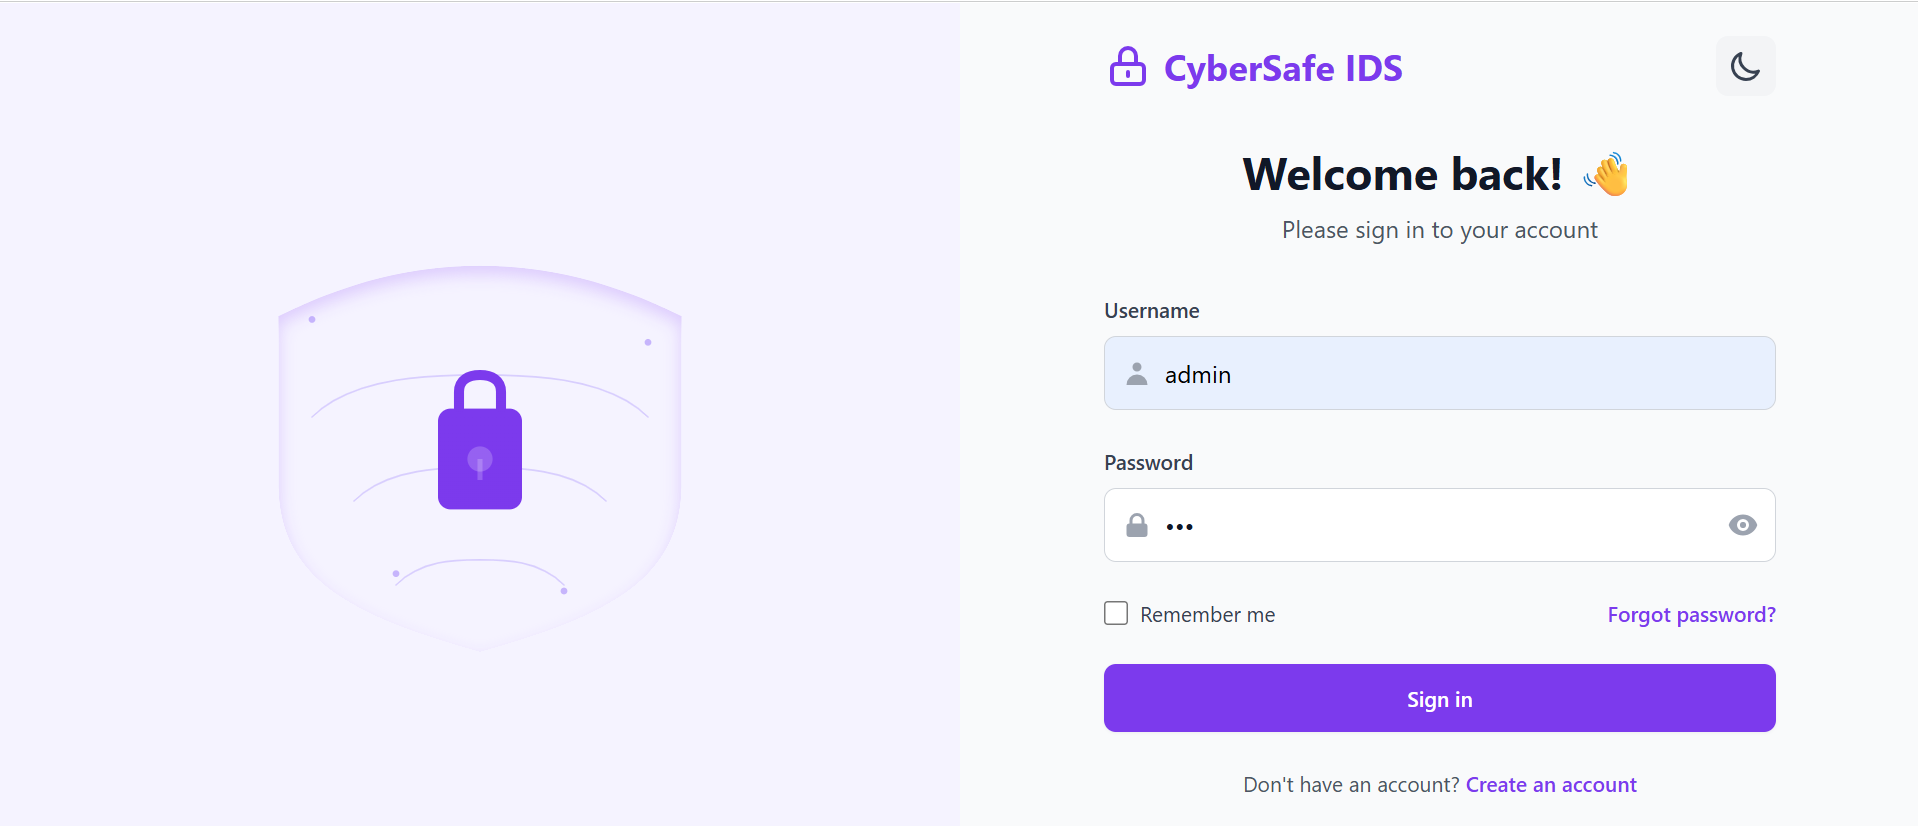 CyberSafe IDS
Welcome back! 👋
Please sign in to your account
Username
admin
Password
•••
Remember me
Forgot password?
Sign in
Don't have an account? Create an account